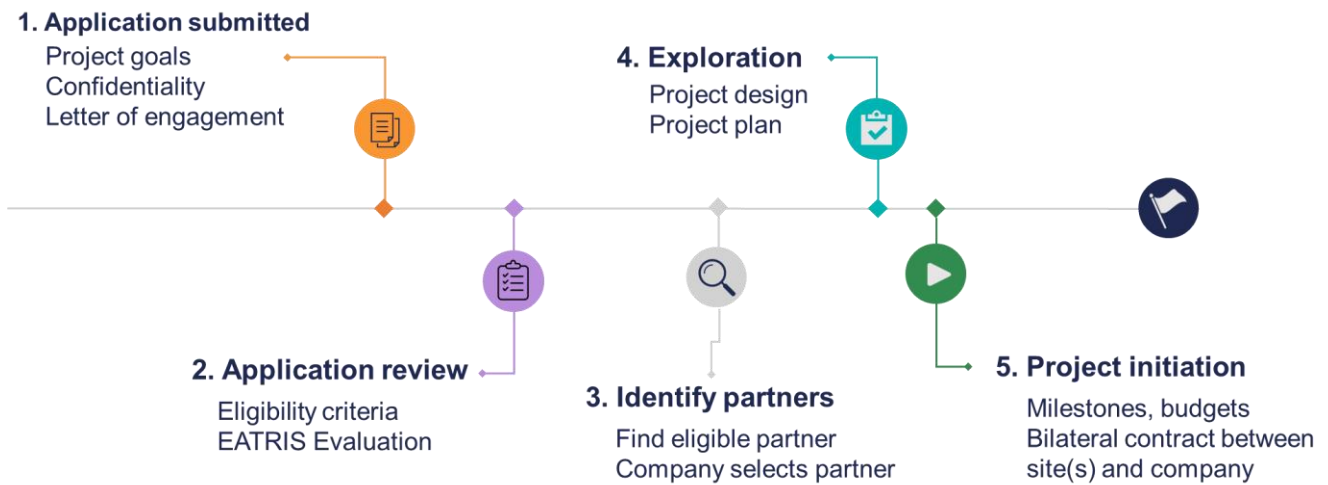 1. Application submitted
Project goals
Confidentiality
Letter of engagement
2. Application review
Eligibility criteria
EATRIS Evaluation
3. Identify partners
Find eligible partner
Company selects partner
4. Exploration
Project design
Project plan
5. Project initiation
Milestones, budgets
Bilateral contract between
site(s) and company